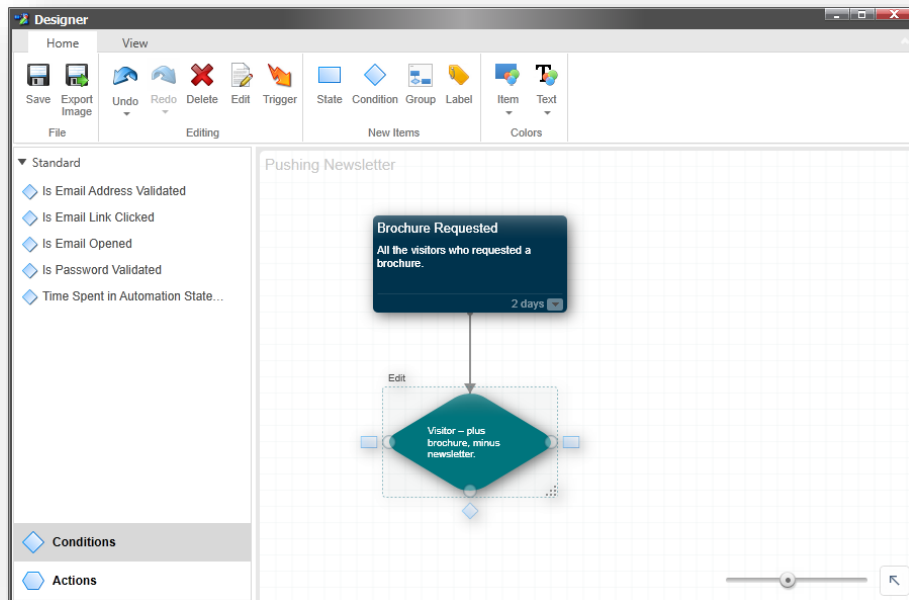 Designer
Home View
Save Export Image Undo Redo Delete Edit Trigger State Condition Group Label Item Text
File Editing New Items Colors
Standard
Is Email Address Validated
Is Email Link Clicked
Is Email Opened
Is Password Validated
Time Spent in Automation State...
Conditions
Actions
Pushing Newsletter
Brochure Requested
All the visitors who requested a
brochure.
2 days
Edit
Visitor – plus
brochure, minus
newsletter.